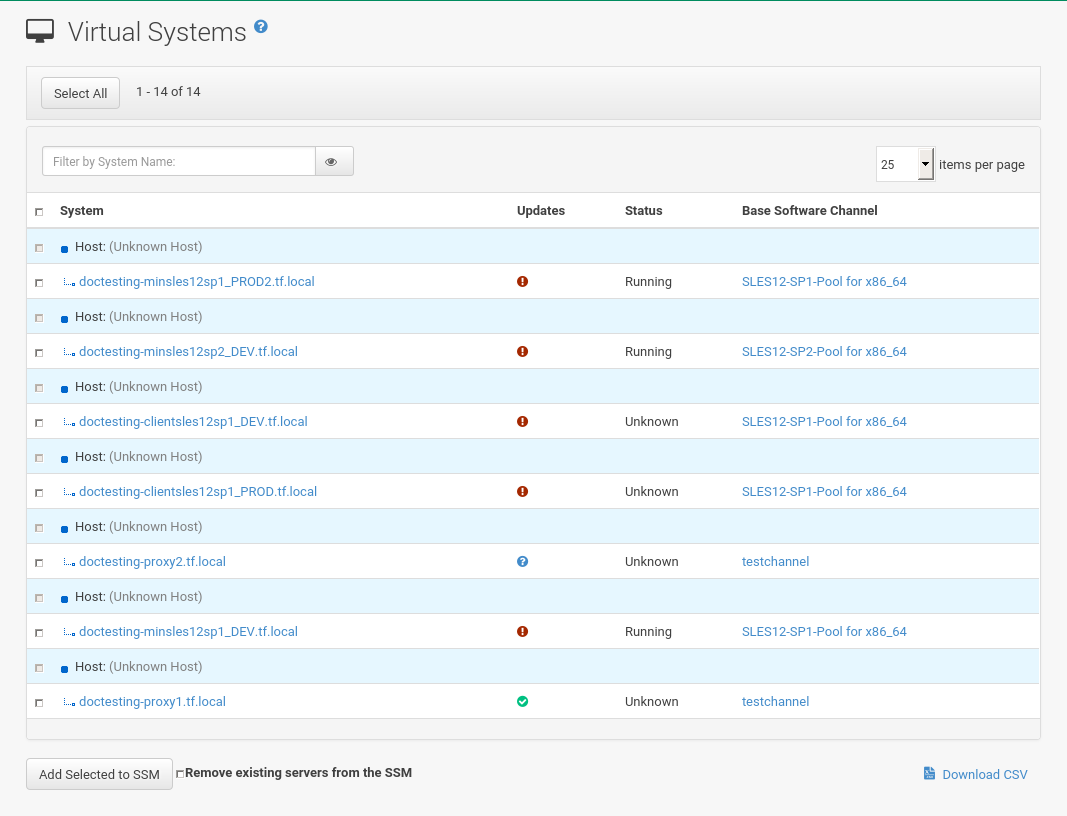 Virtual Systems
Select All 1 - 14 of 14
Filter by System Name: 25 items per page
System Updates Status Base Software Channel
Host: (Unknown Host)
doctesting-minsles12sp1_PROD2.tf.local Running SLES12-SP1-Pool for x86_64
Host: (Unknown Host)
doctesting-minsles12sp2_DEV.tf.local Running SLES12-SP2-Pool for x86_64
Host: (Unknown Host)
doctesting-clientsles12sp1_DEV.tf.local Unknown SLES12-SP1-Pool for x86_64
Host: (Unknown Host)
doctesting-clientsles12sp1_PROD.tf.local Unknown SLES12-SP1-Pool for x86_64
Host: (Unknown Host)
doctesting-proxy2.tf.local Unknown testchannel
Host: (Unknown Host)
doctesting-minsles12sp1_DEV.tf.local Running SLES12-SP1-Pool for x86_64
Host: (Unknown Host)
doctesting-proxy1.tf.local Unknown testchannel
Add Selected to SSM Remove existing servers from the SSM Download CSV